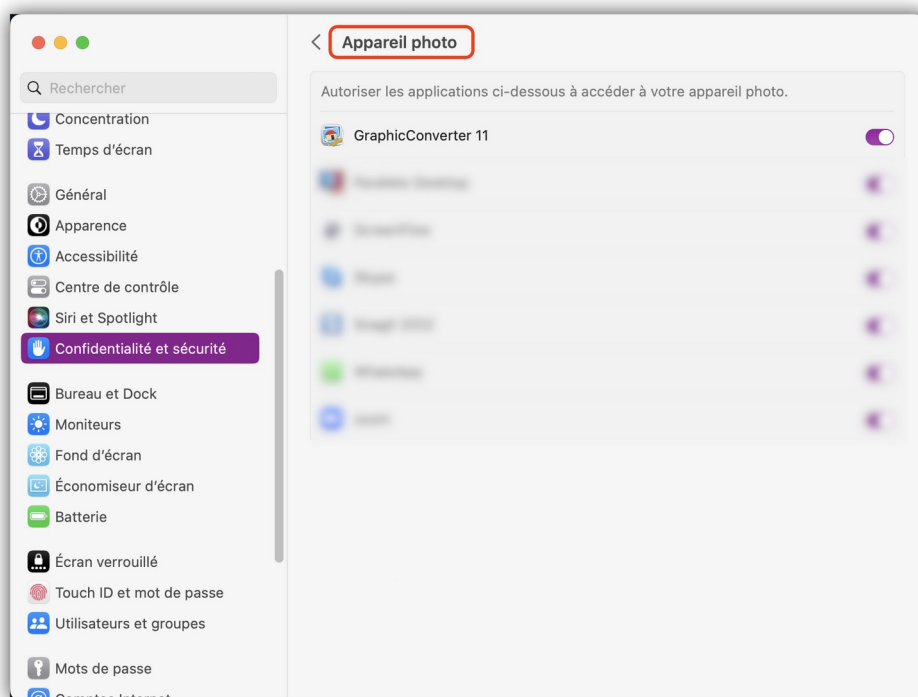 Appareil photo
Rechercher
Autoriser les applications ci-dessous à accéder à votre appareil photo.
GraphicConverter 11
Concentration
Temps d'écran
Général
Apparence
Accessibilité
Centre de contrôle
Siri et Spotlight
Confidentialité et sécurité
Bureau et Dock
Moniteurs
Fond d'écran
Économiseur d'écran
Batterie
Écran verrouillé
Touch ID et mot de passe
Utilisateurs et groupes
Mots de passe